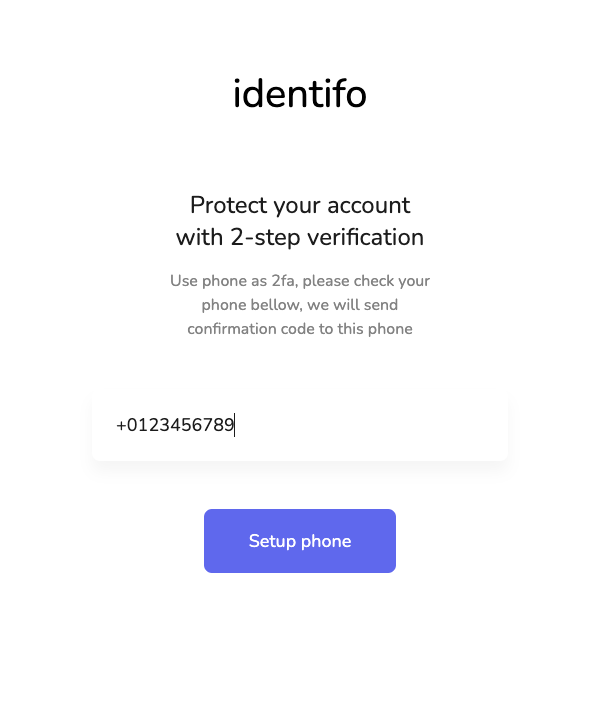 identifo
Protect your account
with 2-step verification
Use phone as 2fa, please check your
phone bellow, we will send
confirmation code to this phone
+0123456789
Setup phone